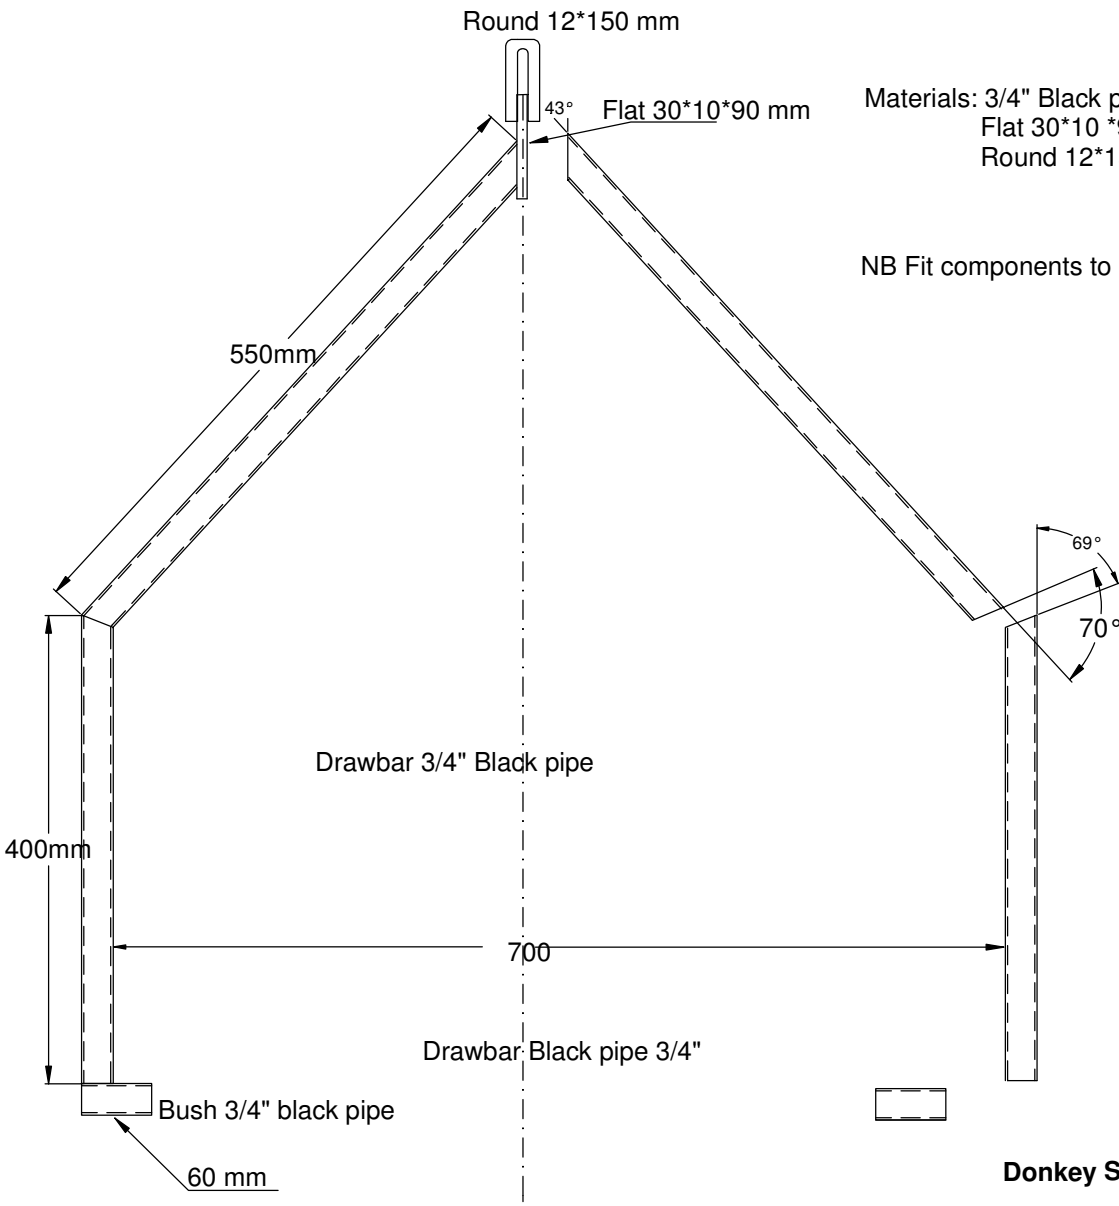 Round 12*150 mm
43°
Flat 30*10*90 mm
Materials: 3/4" Black
Flat 30*10
Round 12*1
NB Fit components to
550mm
69°
70°
Drawbar 3/4" Black pipe
400mm
700
Drawbar Black pipe 3/4"
Bush 3/4" black pipe
60 mm
Donkey S